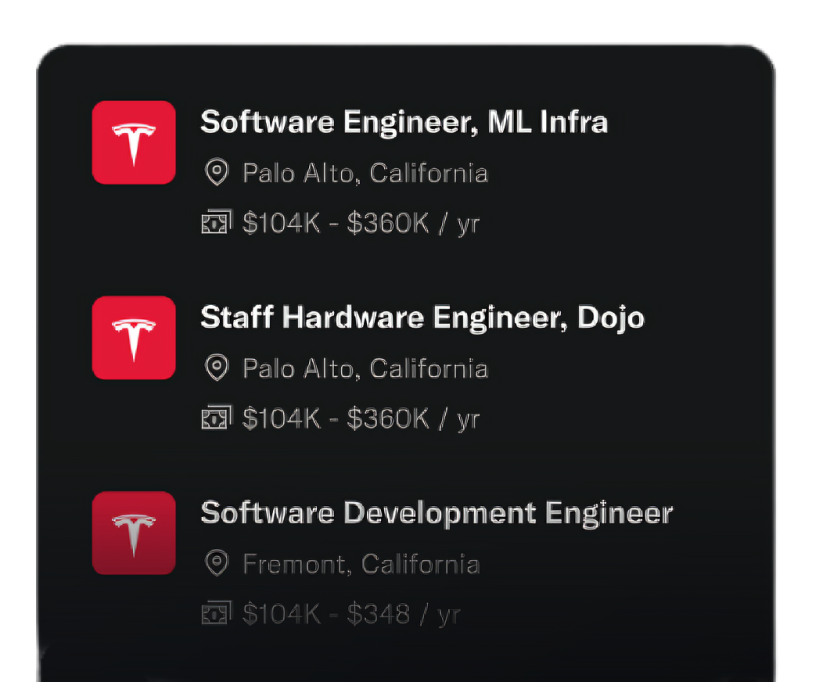 Software Engineer, ML Infra
Palo Alto, California
$104K - $360K / yr
Staff Hardware Engineer, Dojo
Palo Alto, California
$104K - $360K / yr
Software Development Engineer
Fremont, California
$104K - $348 / yr